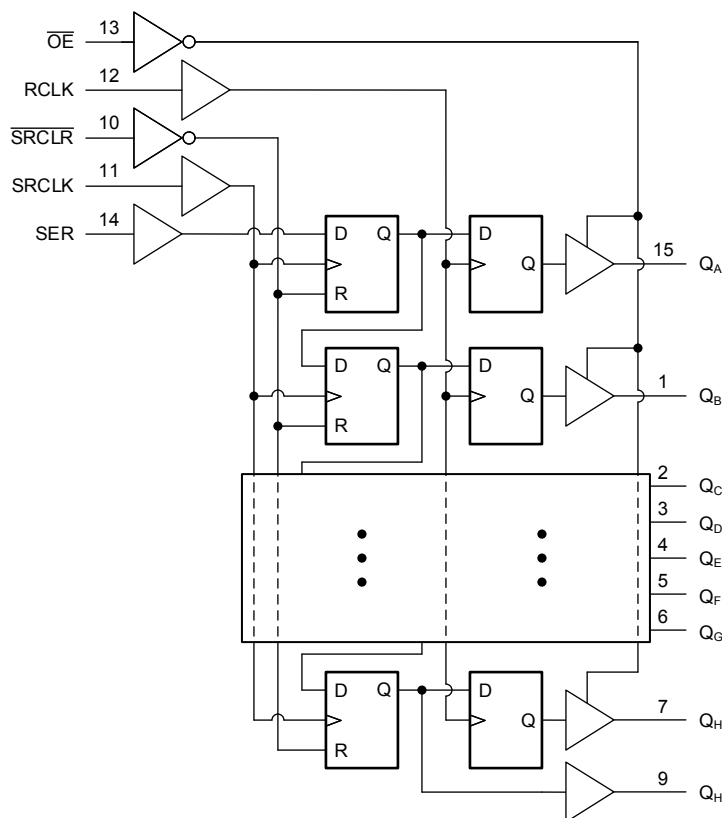 OE 13
RCLK 12
SRCLR 10
SRCLK 11
SER 14
D Q D
Q 15 QA
R
D Q D
Q 1 QB
R
2 QC
3 QD
4 QE
5 QF
6 QG
D Q D
Q 7 QH
R
9 QH